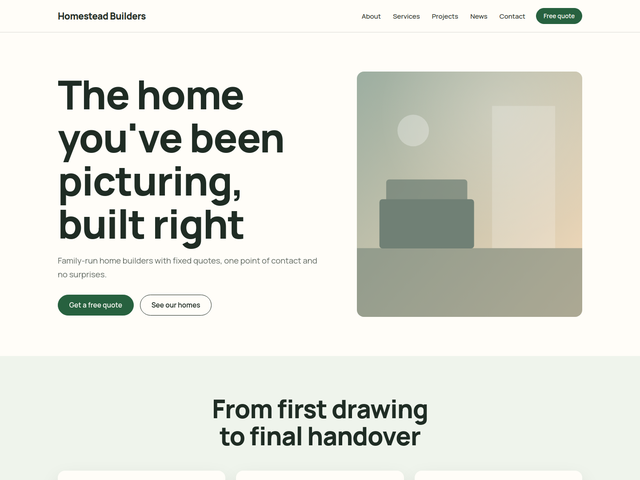 Homestead Builders
About
Services
Projects
News
Contact
Free quote
The home
you've been
picturing,
built right
Family-run home builders with fixed quotes, one point of contact and
no surprises.
Get a free quote
See our homes
From first drawing
to final handover